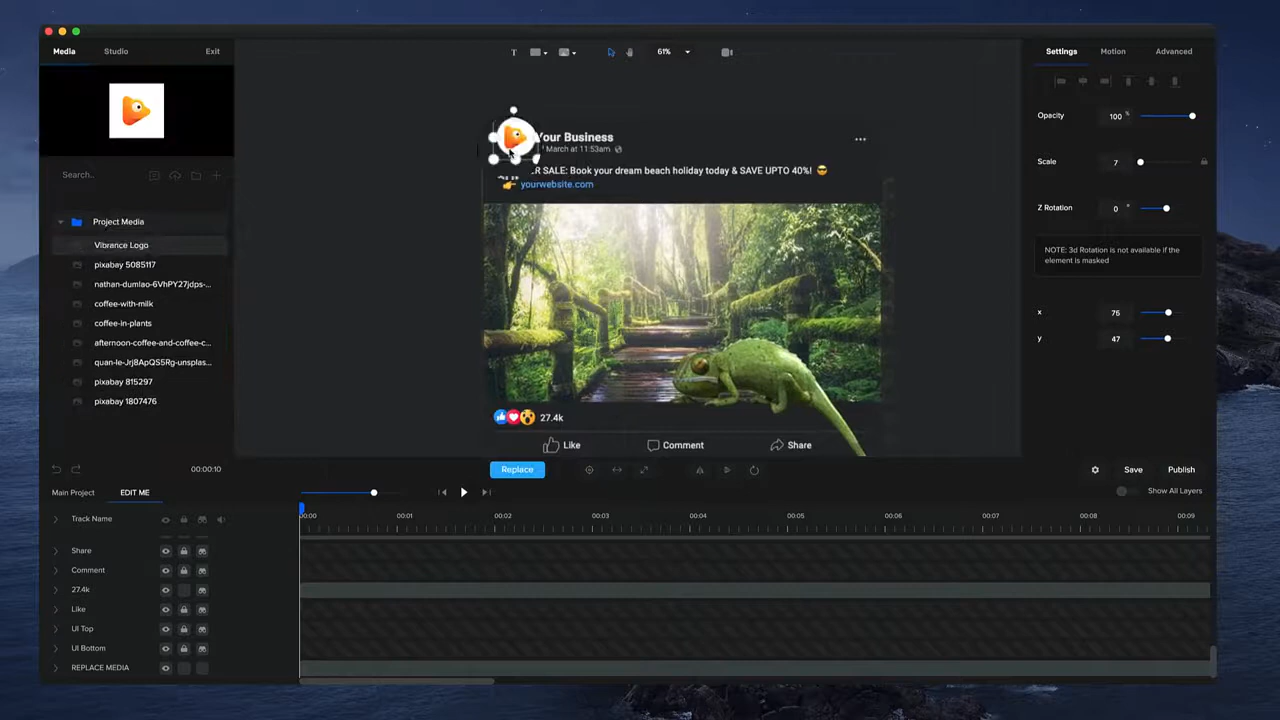 Media Studio Exit
T 61%
Settings Motion Advanced
Search..
Project Media
Vibrance Logo
pixabay 5085117
nathan-dumlao-6VhPY27jdps-...
coffee-with-milk
coffee-in-plants
afternoon-coffee-and-coffee-c...
quan-le-Jrj8ApQS5Rg-unsplas...
pixabay 815297
pixabay 1807476
00:00:10
Your Business
March at 11:53am
R SALE: Book your dream beach holiday today & SAVE UPTO 40%!
yourwebsite.com
27.4k
Like Comment Share
Opacity 100 %
Scale 7
Z Rotation 0 °
NOTE: 3d Rotation is not available if the
element is masked
x 75
y 47
Replace
Save Publish
Main Project EDIT ME
Show All Layers
Track Name
00:00 00:01 00:02 00:03 00:04 00:05 00:06 00:07 00:08 00:09
Share
Comment
27.4k
Like
UI Top
UI Bottom
REPLACE MEDIA